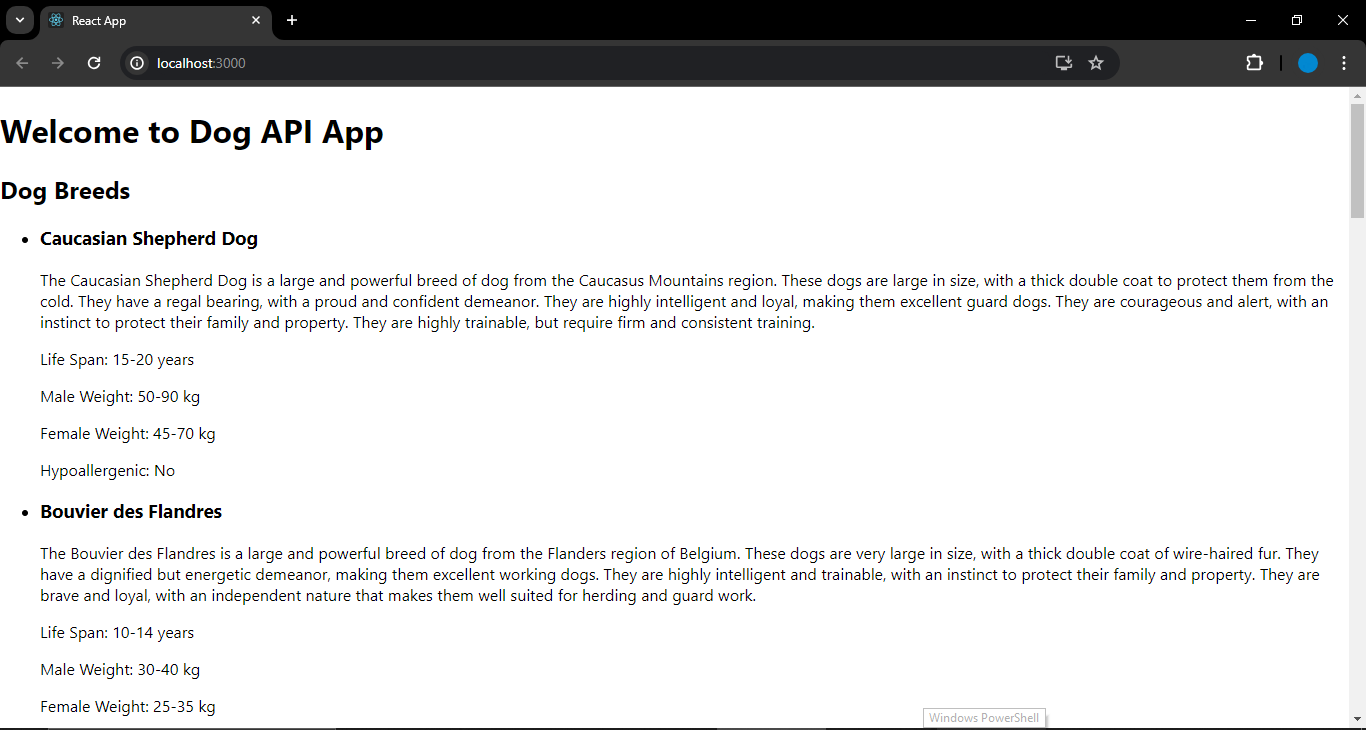 React App
localhost:3000
Welcome to Dog API App
Dog Breeds
Caucasian Shepherd Dog
The Caucasian Shepherd Dog is a large and powerful breed of dog from the Caucasus Mountains region. These dogs are large in size, with a thick double coat to protect them from the
cold. They have a regal bearing, with a proud and confident demeanor. They are highly intelligent and loyal, making them excellent guard dogs. They are courageous and alert, with an
instinct to protect their family and property. They are highly trainable, but require firm and consistent training.
Life Span: 15-20 years
Male Weight: 50-90 kg
Female Weight: 45-70 kg
Hypoallergenic: No
Bouvier des Flandres
The Bouvier des Flandres is a large and powerful breed of dog from the Flanders region of Belgium. These dogs are very large in size, with a thick double coat of wire-haired fur. They
have a dignified but energetic demeanor, making them excellent working dogs. They are highly intelligent and trainable, with an instinct to protect their family and property. They are
brave and loyal, with an independent nature that makes them well suited for herding and guard work.
Life Span: 10-14 years
Male Weight: 30-40 kg
Female Weight: 25-35 kg
Windows PowerShell